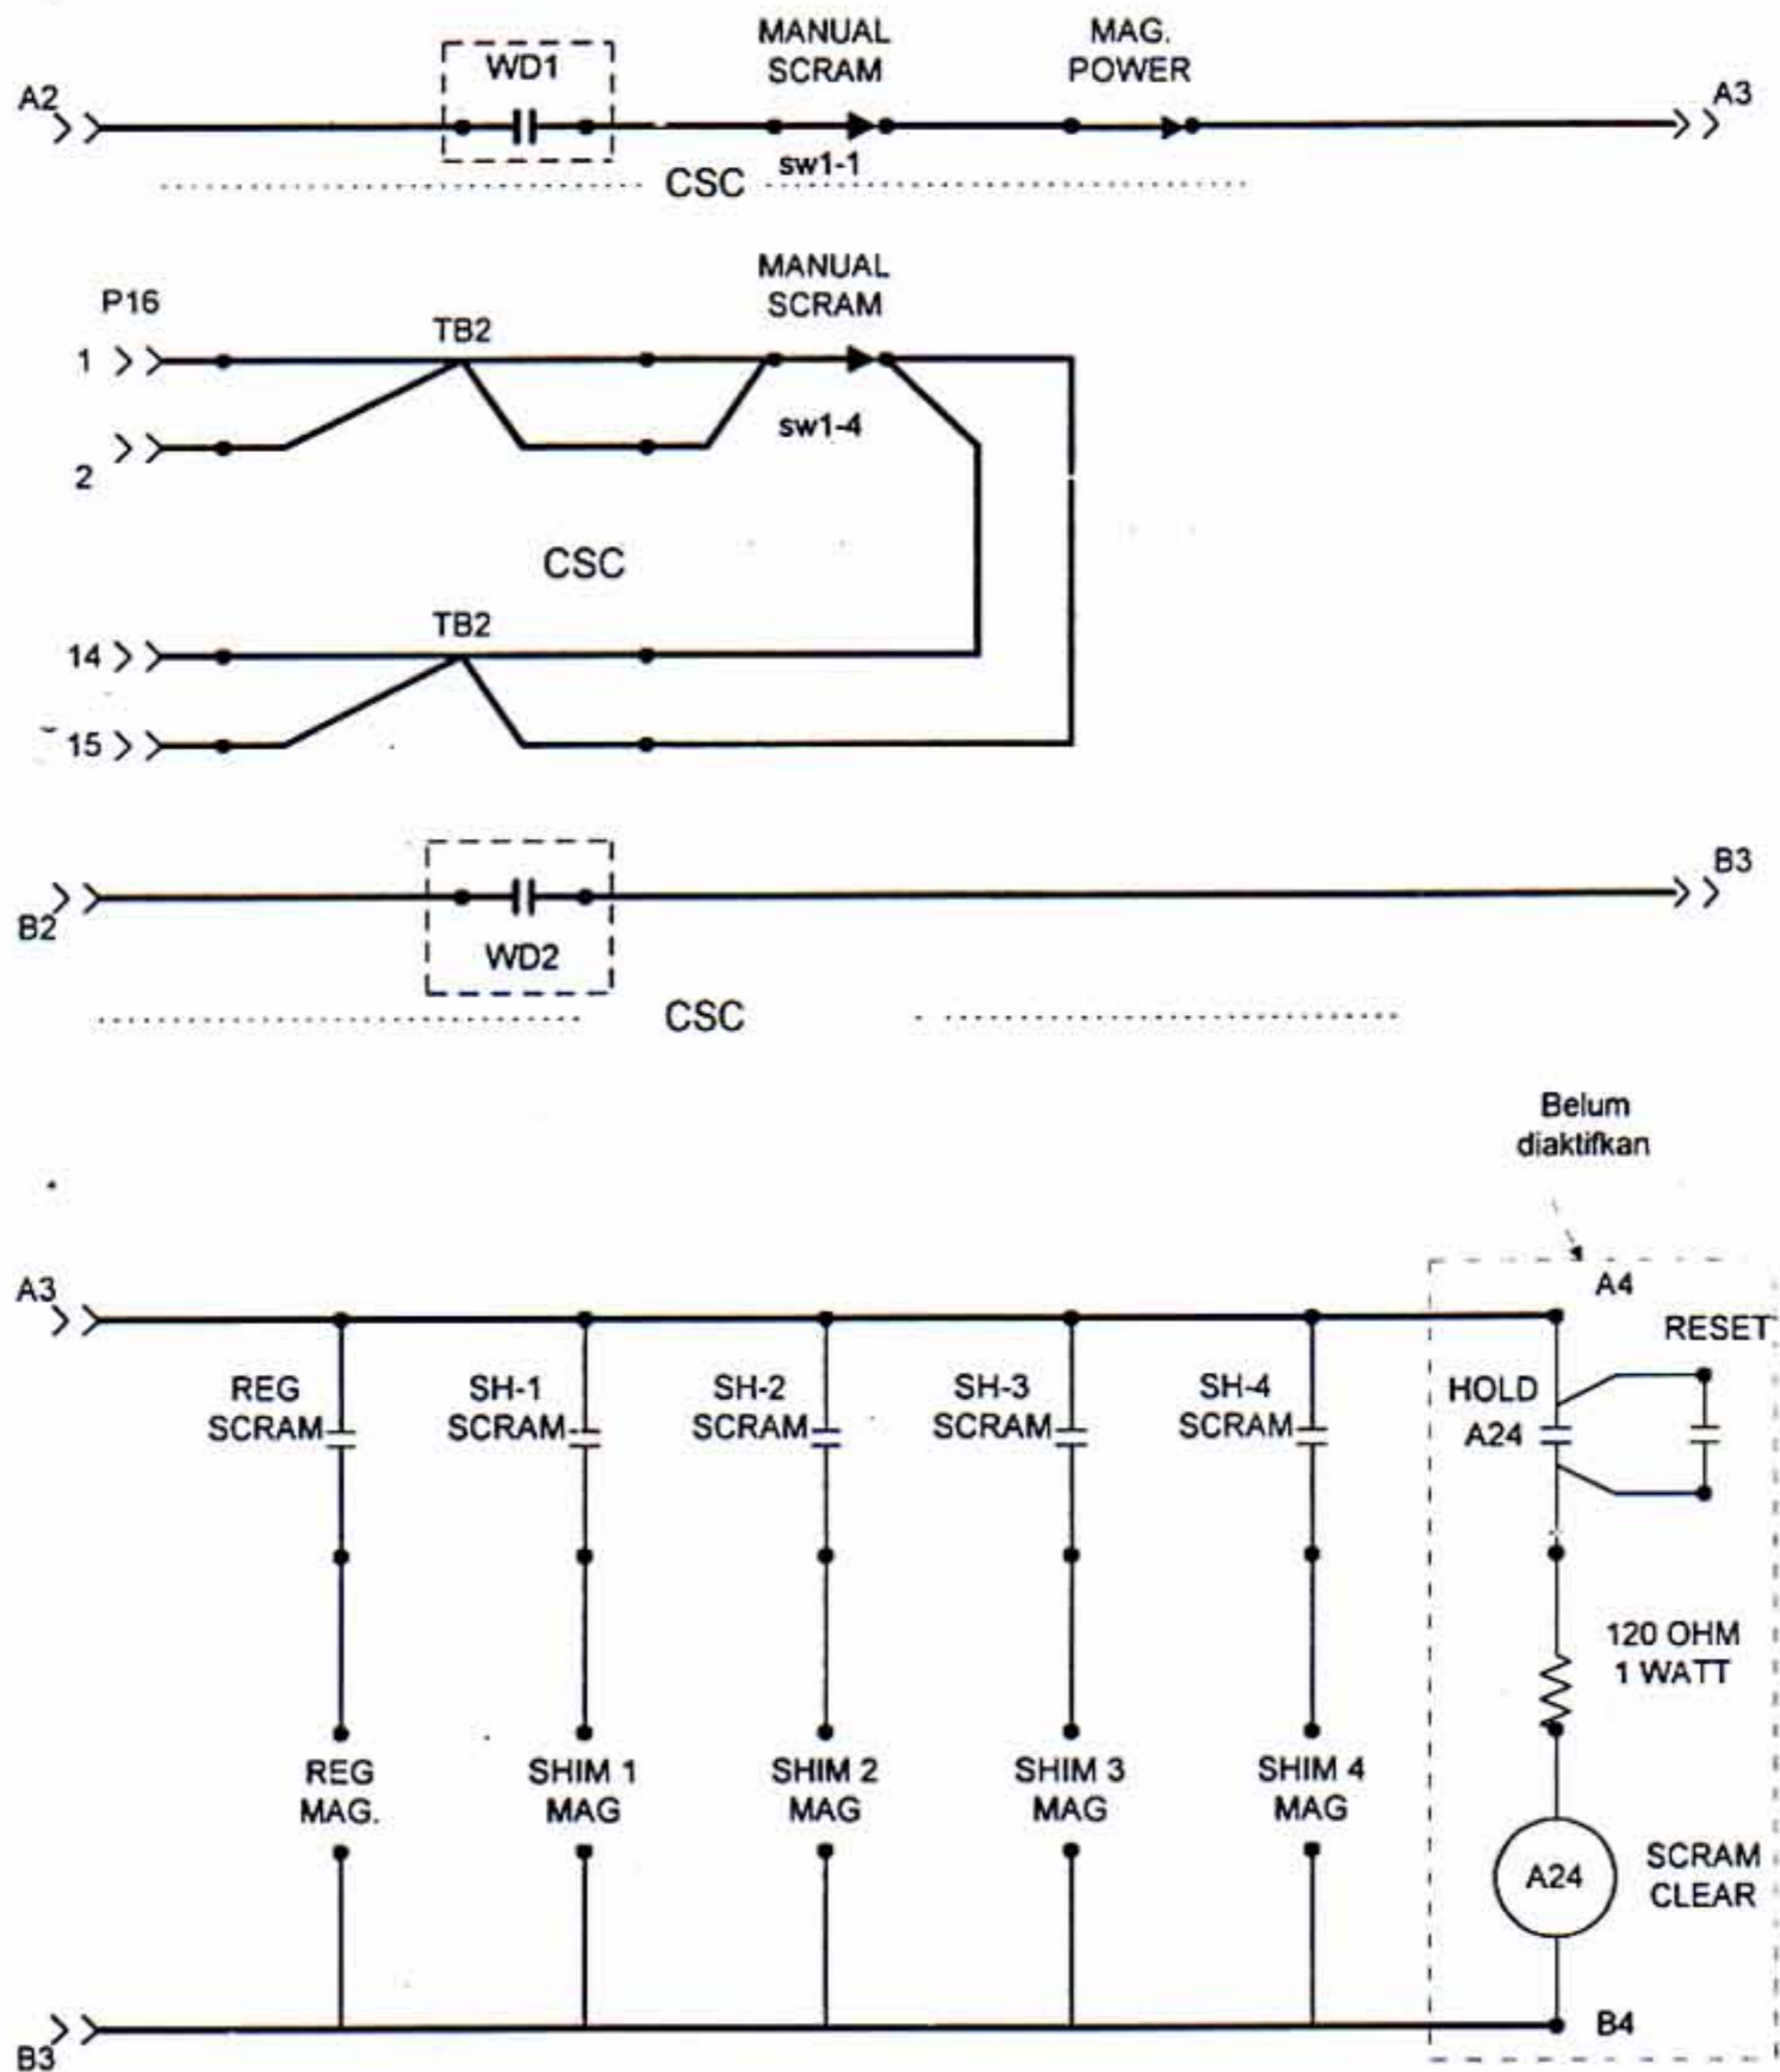 MANUAL
SCRAM
MAG.
POWER
WD1
A2
A3
sw1-1
CSC
MANUAL
SCRAM
P16
TB2
1
sw1-4
2
CSC
TB2
14
15
B3
B2
WD2
CSC
Belum
diaktifkan
A3
A4
RESET
REG
SCRAM
SH-1
SCRAM
SH-2
SCRAM
SH-3
SCRAM
SH-4
SCRAM
HOLD
A24
120 OHM
1 WATT
REG
MAG.
SHIM 1
MAG
SHIM 2
MAG
SHIM 3
MAG
SHIM 4
MAG
A24
SCRAM
CLEAR
B3
B4